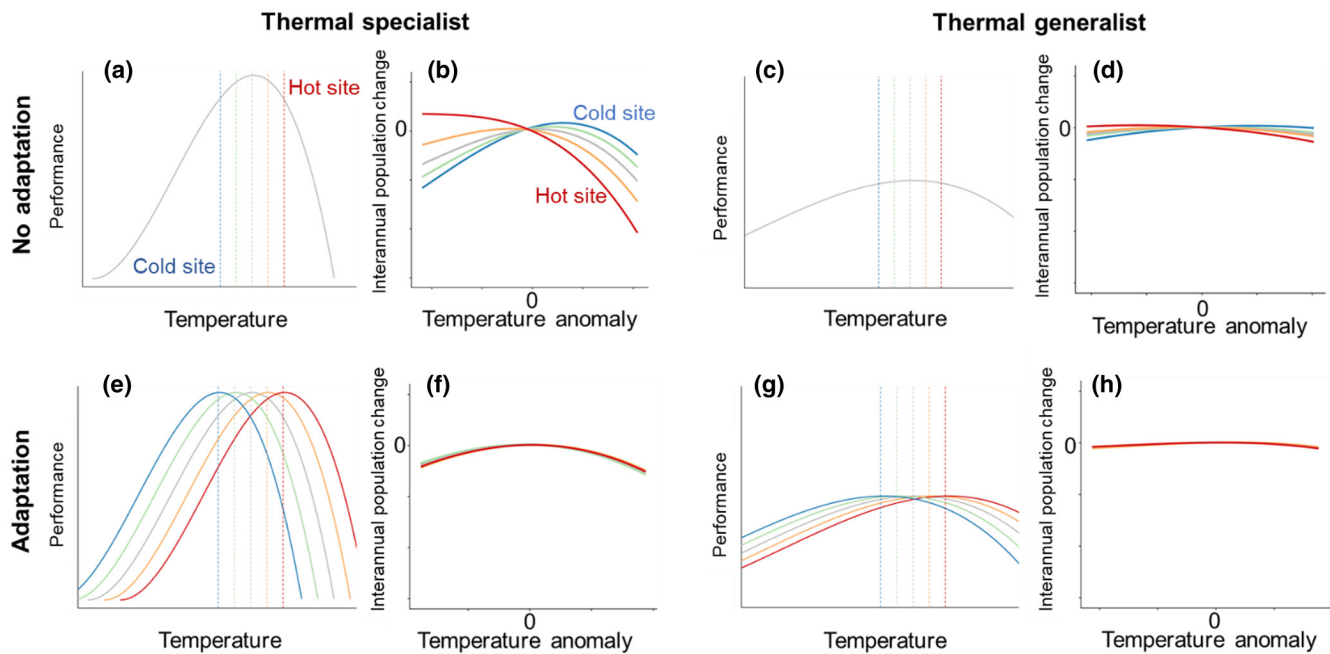 Thermal specialist
Thermal generalist
No adaptation
(a)
Performance
Hot site
Cold site
Temperature
(b)
Interannual population change
0
Cold site
Hot site
0
Temperature anomaly
(c)
Performance
Temperature
(d)
Interannual population change
0
0
Temperature anomaly
Adaptation
(e)
Performance
Temperature
(f)
Interannual population change
0
0
Temperature anomaly
(g)
Performance
Temperature
(h)
Interannual population change
0
0
Temperature anomaly